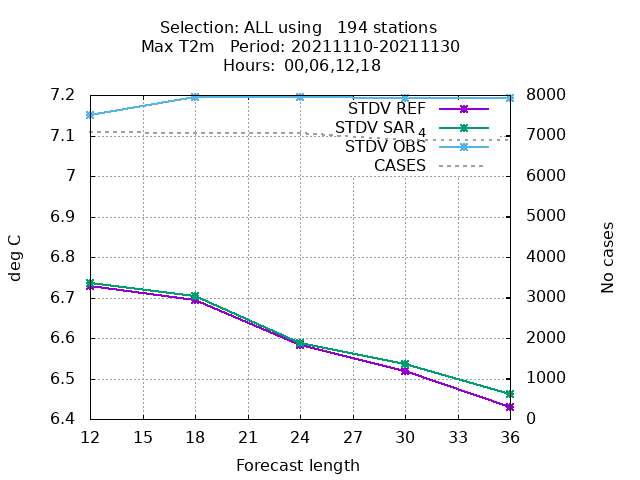 Selection: ALL using   194 stations
Max T2m   Period: 20211110-20211130
Hours: 00,06,12,18
7.2
7.1
7
6.9
6.8
6.7
6.6
6.5
6.4
deg C
8000
7000
6000
5000
4000
3000
2000
1000
0
No cases
STDV REF
STDV SAR 4
STDV OBS
CASES
12 15 18 21 24 27 30 33 36
Forecast length